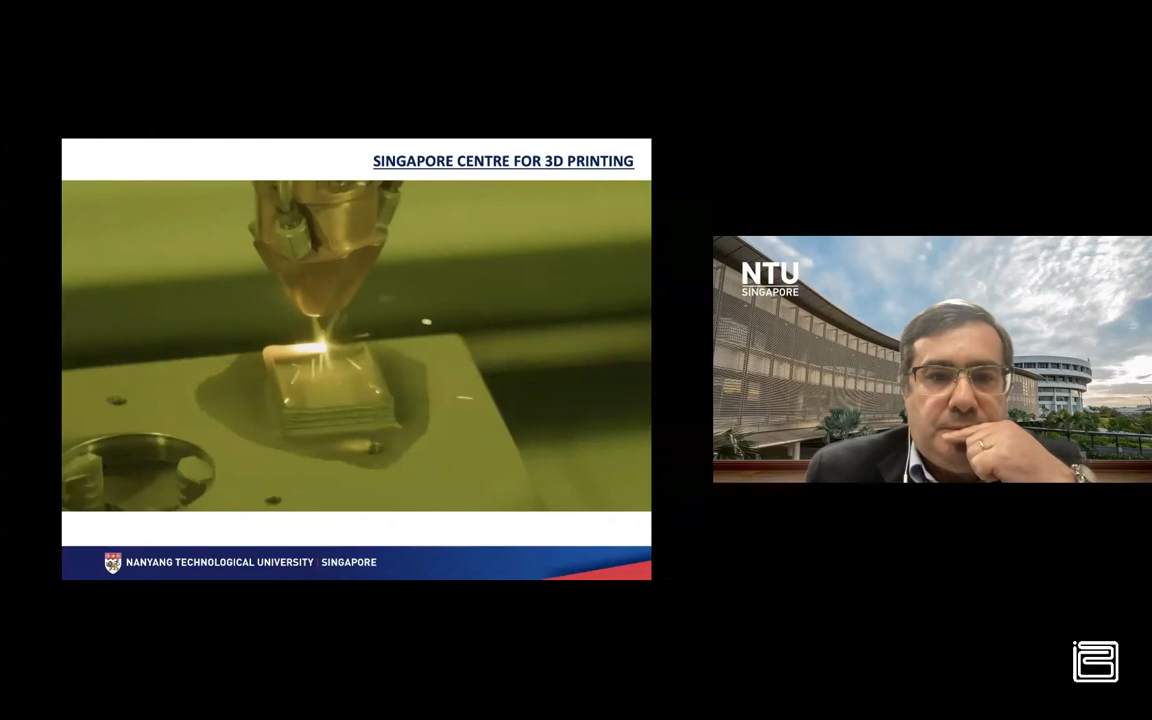 SINGAPORE CENTRE FOR 3D PRINTING
NTU
SINGAPORE
NANYANG TECHNOLOGICAL UNIVERSITY | SINGAPORE